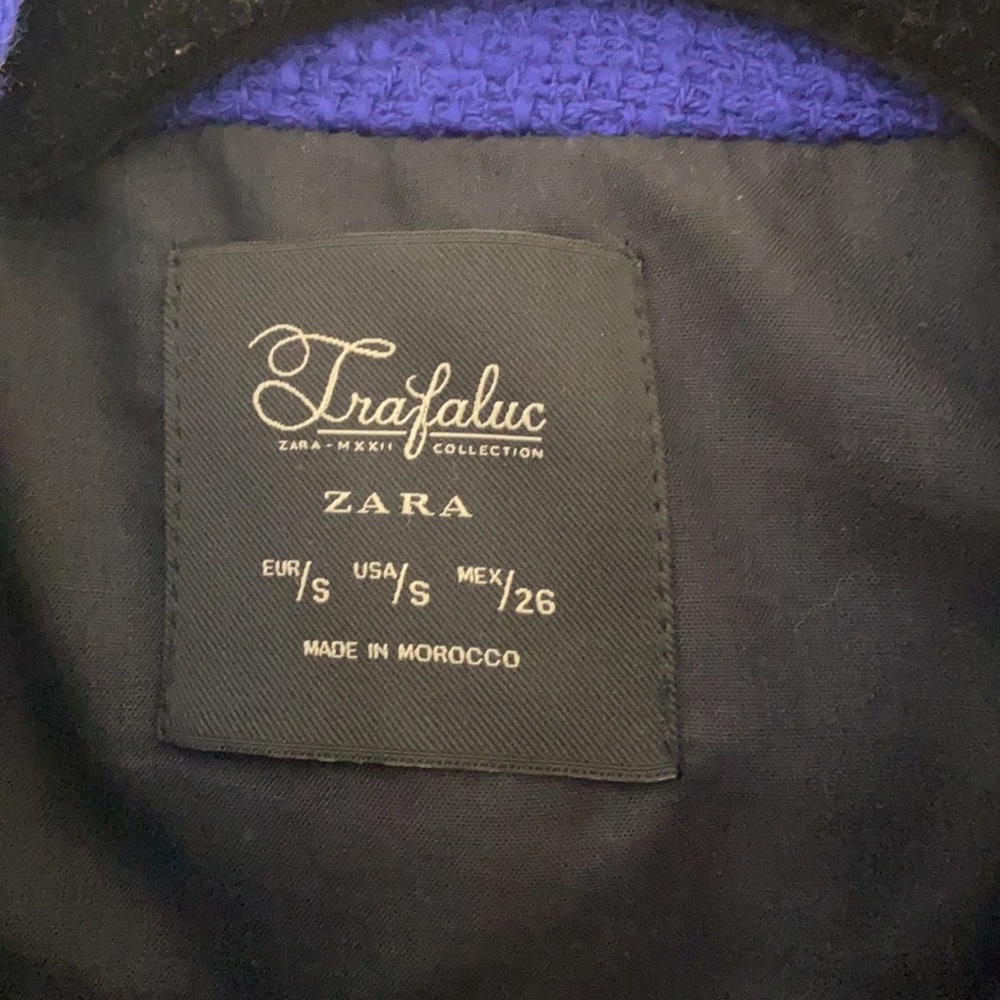 Trafaluc
ZARA - MXXII COLLECTION
ZARA
EUR/S USA/S MEX/26
MADE IN MOROCCO